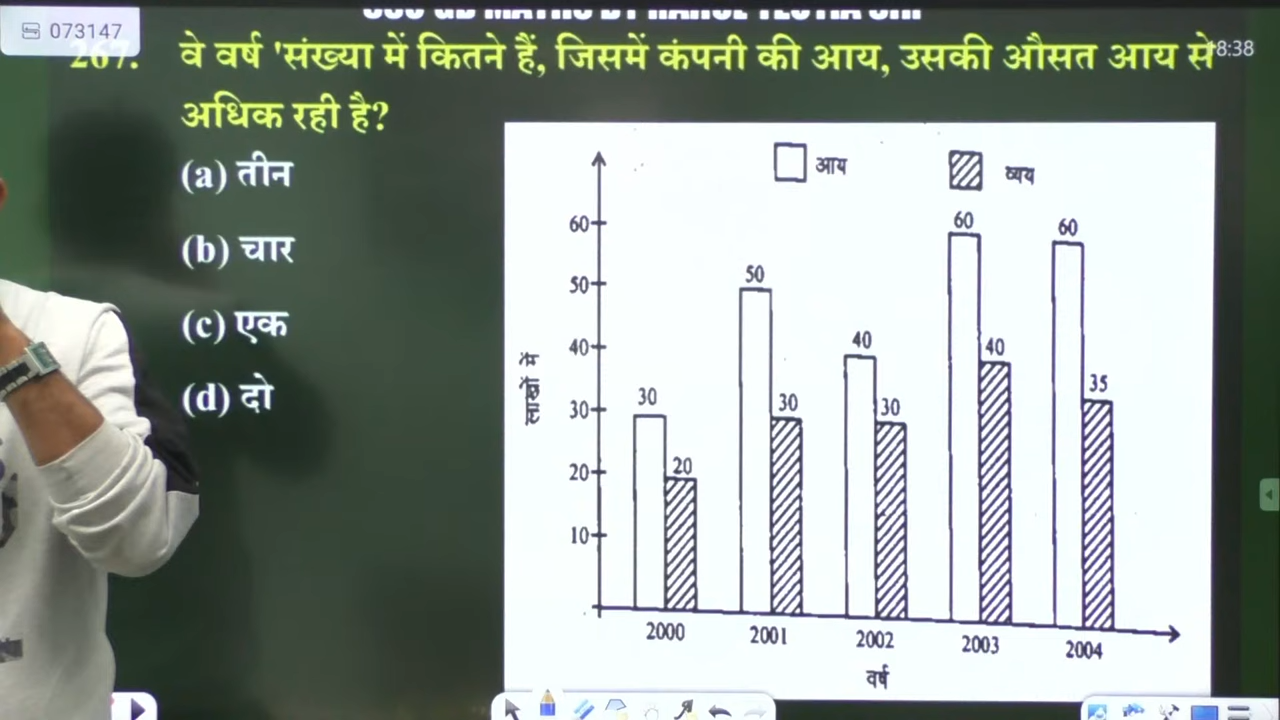 073147
18:38
267. वे वर्ष 'संख्या में कितने हैं, जिसमें कंपनी की आय, उसकी औसत आय से
अधिक रही है?
(a) तीन
(b) चार
(c) एक
(d) दो
आय
व्यय
लाखों में
60
50
40
30
20
10
30
20
50
30
40
30
60
40
60
35
2000
2001
2002
2003
2004
वर्ष